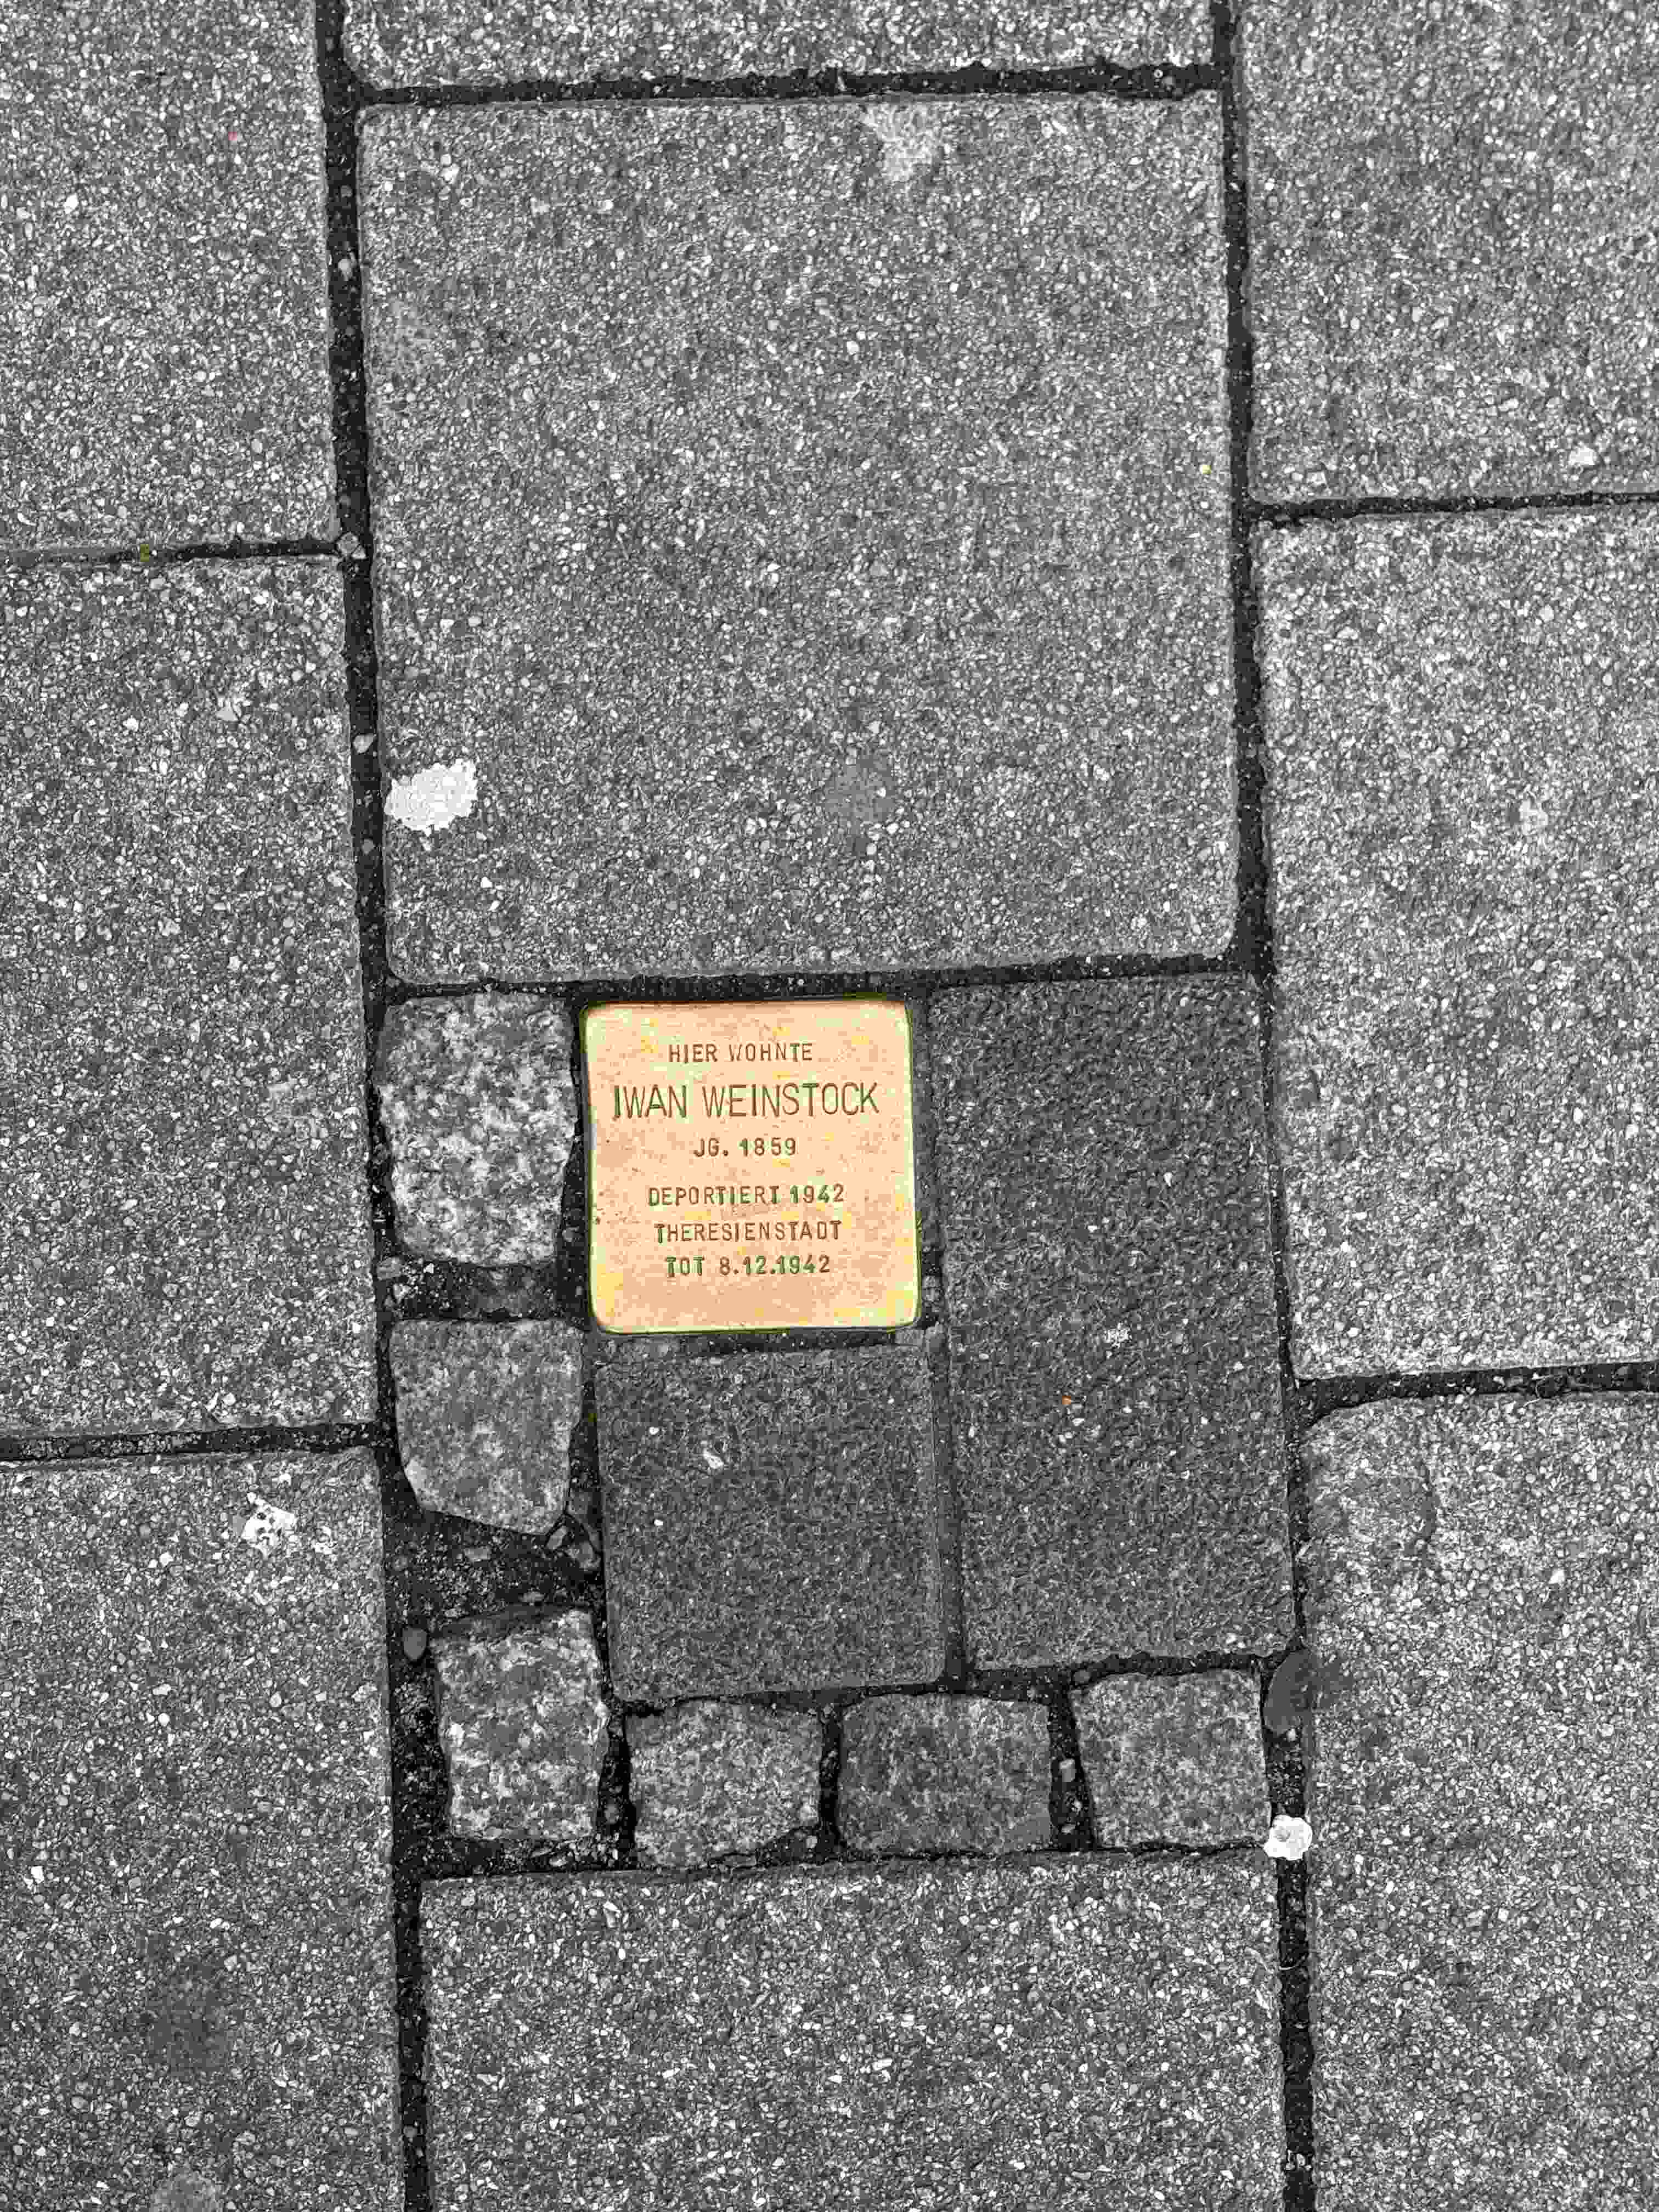 HIER WOHNTE
IWAN WEINSTOCK
JG. 1859
DEPORTIERT 1942
THERESIENSTADT
TOT 8.12.1942